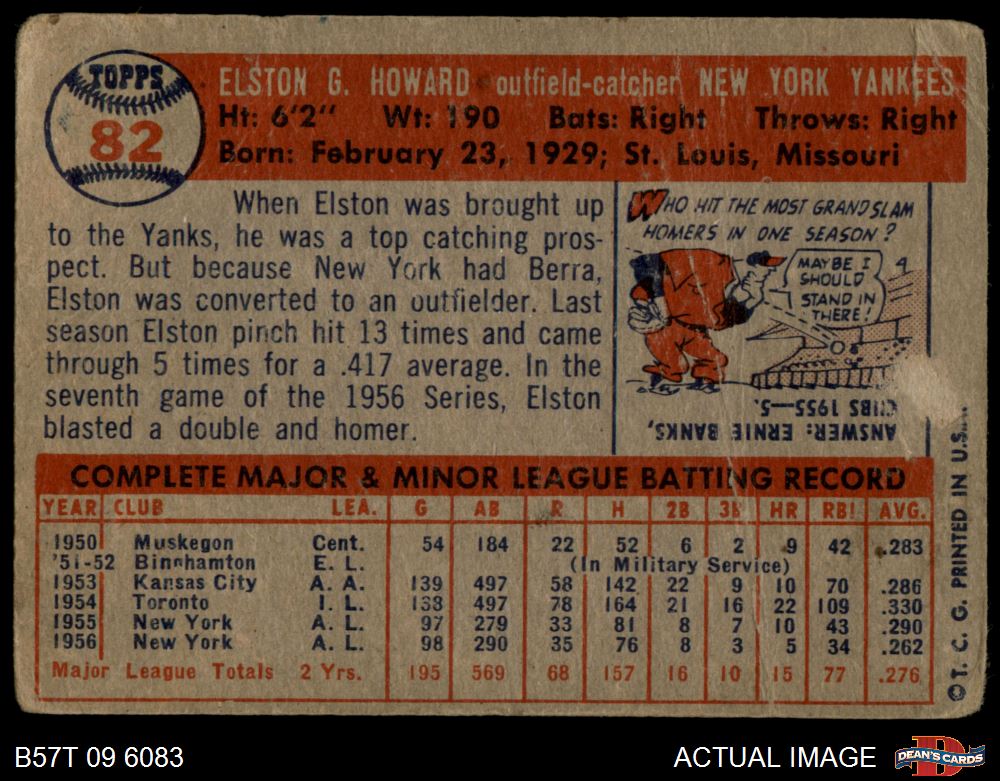 TOPPS
82
ELSTON G. HOWARD outfield-catcher NEW YORK YANKEES
Ht: 6'2" Wt: 190 Bats: Right Throws: Right
Born: February 23, 1929; St. Louis, Missouri
When Elston was brought up
to the Yanks, he was a top catching pros-
pect. But because New York had Berra,
Elston was converted to an outfielder. Last
season Elston pinch hit 13 times and came
through 5 times for a .417 average. In the
seventh game of the 1956 Series, Elston
blasted a double and homer.
WHO HIT THE MOST GRAND SLAM
HOMERS IN ONE SEASON?
MAYBE I
SHOULD
STAND IN
THERE!
ANSWER: ERNIE BANKS,
CUBS 1955—5.
COMPLETE MAJOR & MINOR LEAGUE BATTING RECORD
YEAR CLUB LEA. G AB R H 2B 3B HR RBI AVG.
1950 Muskegon Cent. 54 184 22 52 6 2 9 42 .283
'51-52 Binghamton E. L. (In Military Service)
1953 Kansas City A. A. 139 497 58 142 22 9 10 70 .286
1954 Toronto I. L. 138 497 78 164 21 16 22 109 .330
1955 New York A. L. 97 279 33 81 8 7 10 43 .290
1956 New York A. L. 98 290 35 76 8 3 5 34 .262
Major League Totals 2 Yrs. 195 569 68 157 16 10 15 77 .276
©T. C. G. PRINTED IN U.S.
B57T 09 6083
ACTUAL IMAGE
DEAN'S CARDS